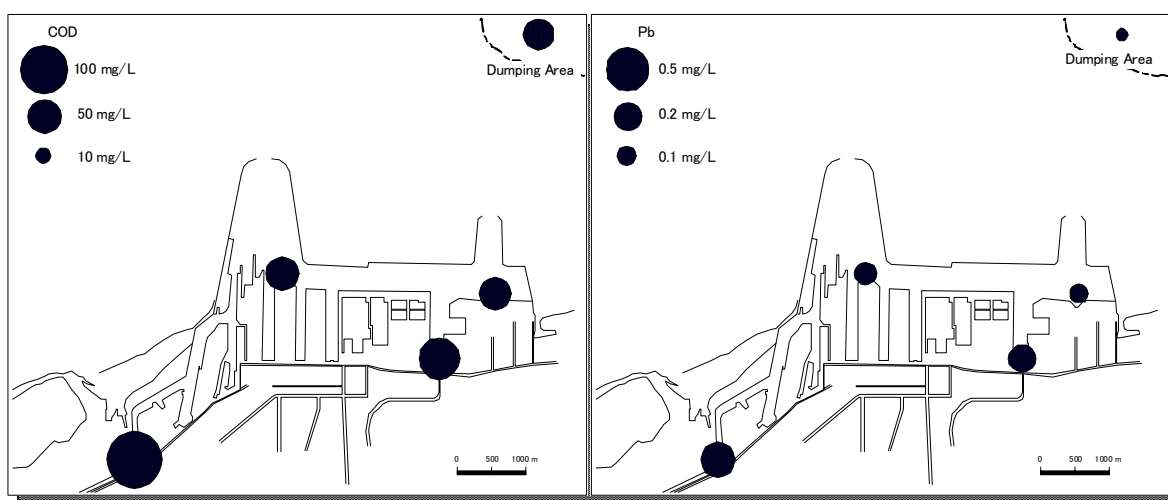 COD
100 mg/L
50 mg/L
10 mg/L
Dumping Area
0 500 1000 m
Pb
0.5 mg/L
0.2 mg/L
0.1 mg/L
Dumping Area
0 500 1000 m